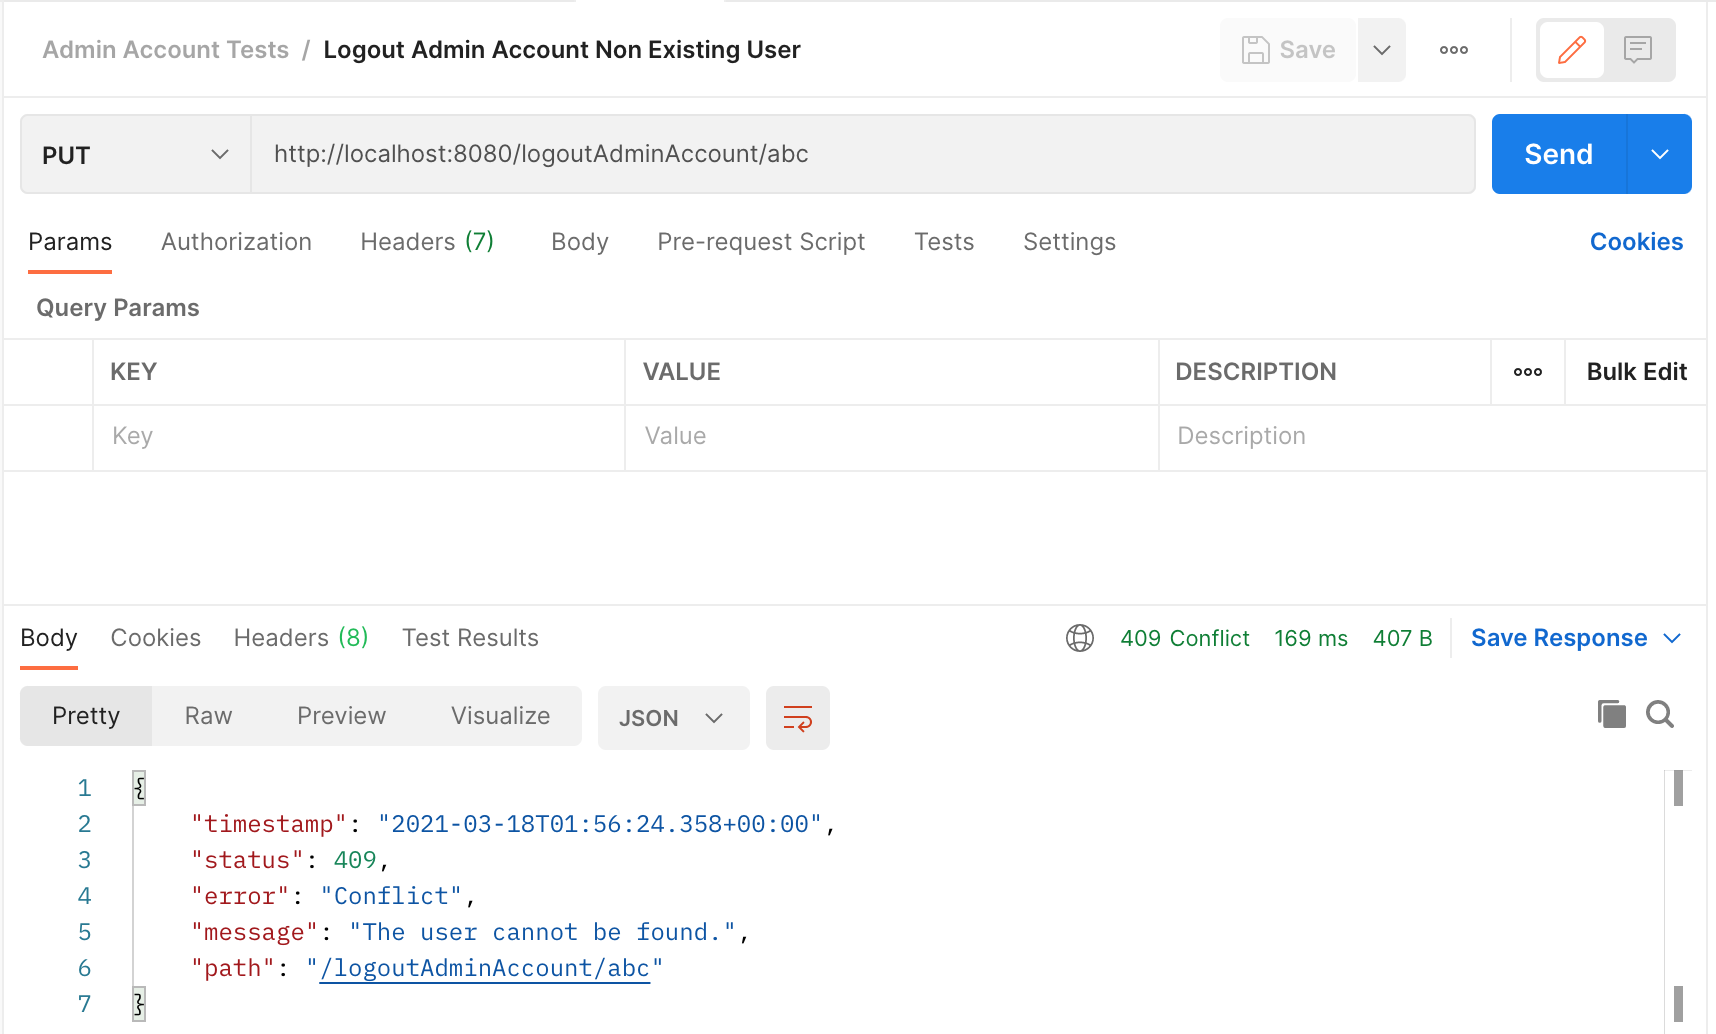 Admin Account Tests / Logout Admin Account Non Existing User
Save
PUT
http://localhost:8080/logoutAdminAccount/abc
Send
Params Authorization Headers (7) Body Pre-request Script Tests Settings Cookies
Query Params
KEY VALUE DESCRIPTION Bulk Edit
Key Value Description
Body Cookies Headers (8) Test Results 409 Conflict 169 ms 407 B Save Response
Pretty Raw Preview Visualize JSON
1 {
2 "timestamp": "2021-03-18T01:56:24.358+00:00",
3 "status": 409,
4 "error": "Conflict",
5 "message": "The user cannot be found.",
6 "path": "/logoutAdminAccount/abc"
7 }